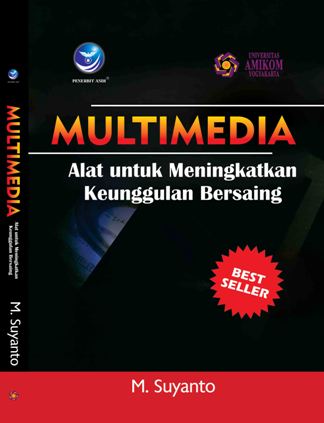 PENERBIT ANDI
UNIVERSITAS
AMIKOM
YOGYAKARTA
MULTIMEDIA
Alat untuk Meningkatkan
Keunggulan Bersaing
BEST
SELLER
M. Suyanto
MULTIMEDIA
Alat untuk Meningkatkan
Keunggulan Bersaing
M. Suyanto